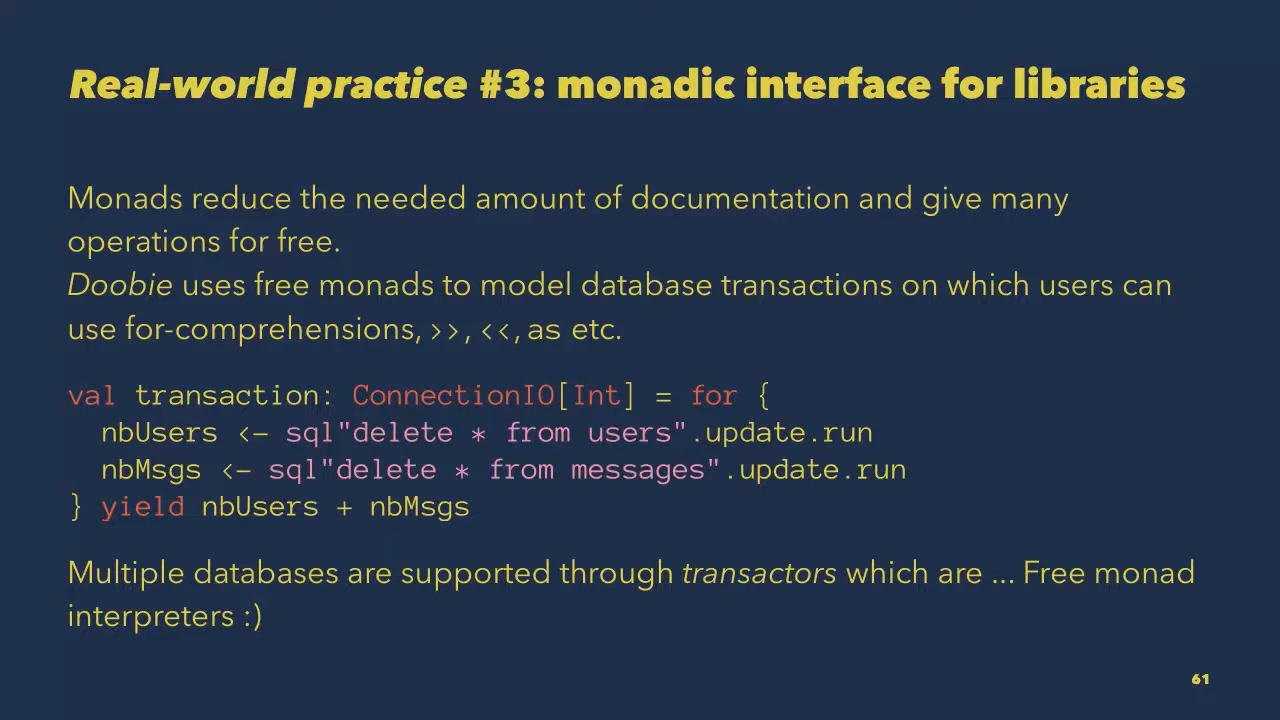 Real-world practice #3: monadic interface for libraries
Monads reduce the needed amount of documentation and give many
operations for free.
Doobie uses free monads to model database transactions on which users can
use for-comprehensions, >>, <<, as etc.
val transaction: ConnectionIO[Int] = for {
  nbUsers <- sql"delete * from users".update.run
  nbMsgs <- sql"delete * from messages".update.run
} yield nbUsers + nbMsgs
Multiple databases are supported through transactors which are ... Free monad
interpreters :)
61